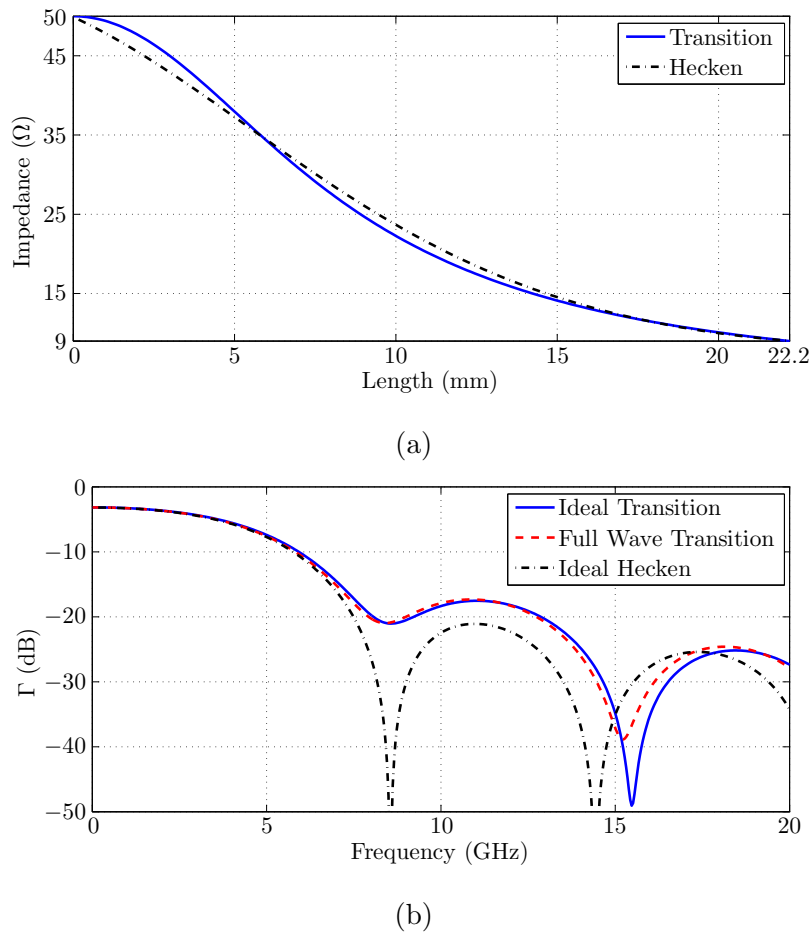 50
45
35
25
15
9
Impedance (Ω)
Transition
Hecken
0
5
10
15
20
22.2
Length (mm)
(a)
0
−10
−20
−30
−40
−50
Γ (dB)
Ideal Transition
Full Wave Transition
Ideal Hecken
0
5
10
15
20
Frequency (GHz)
(b)